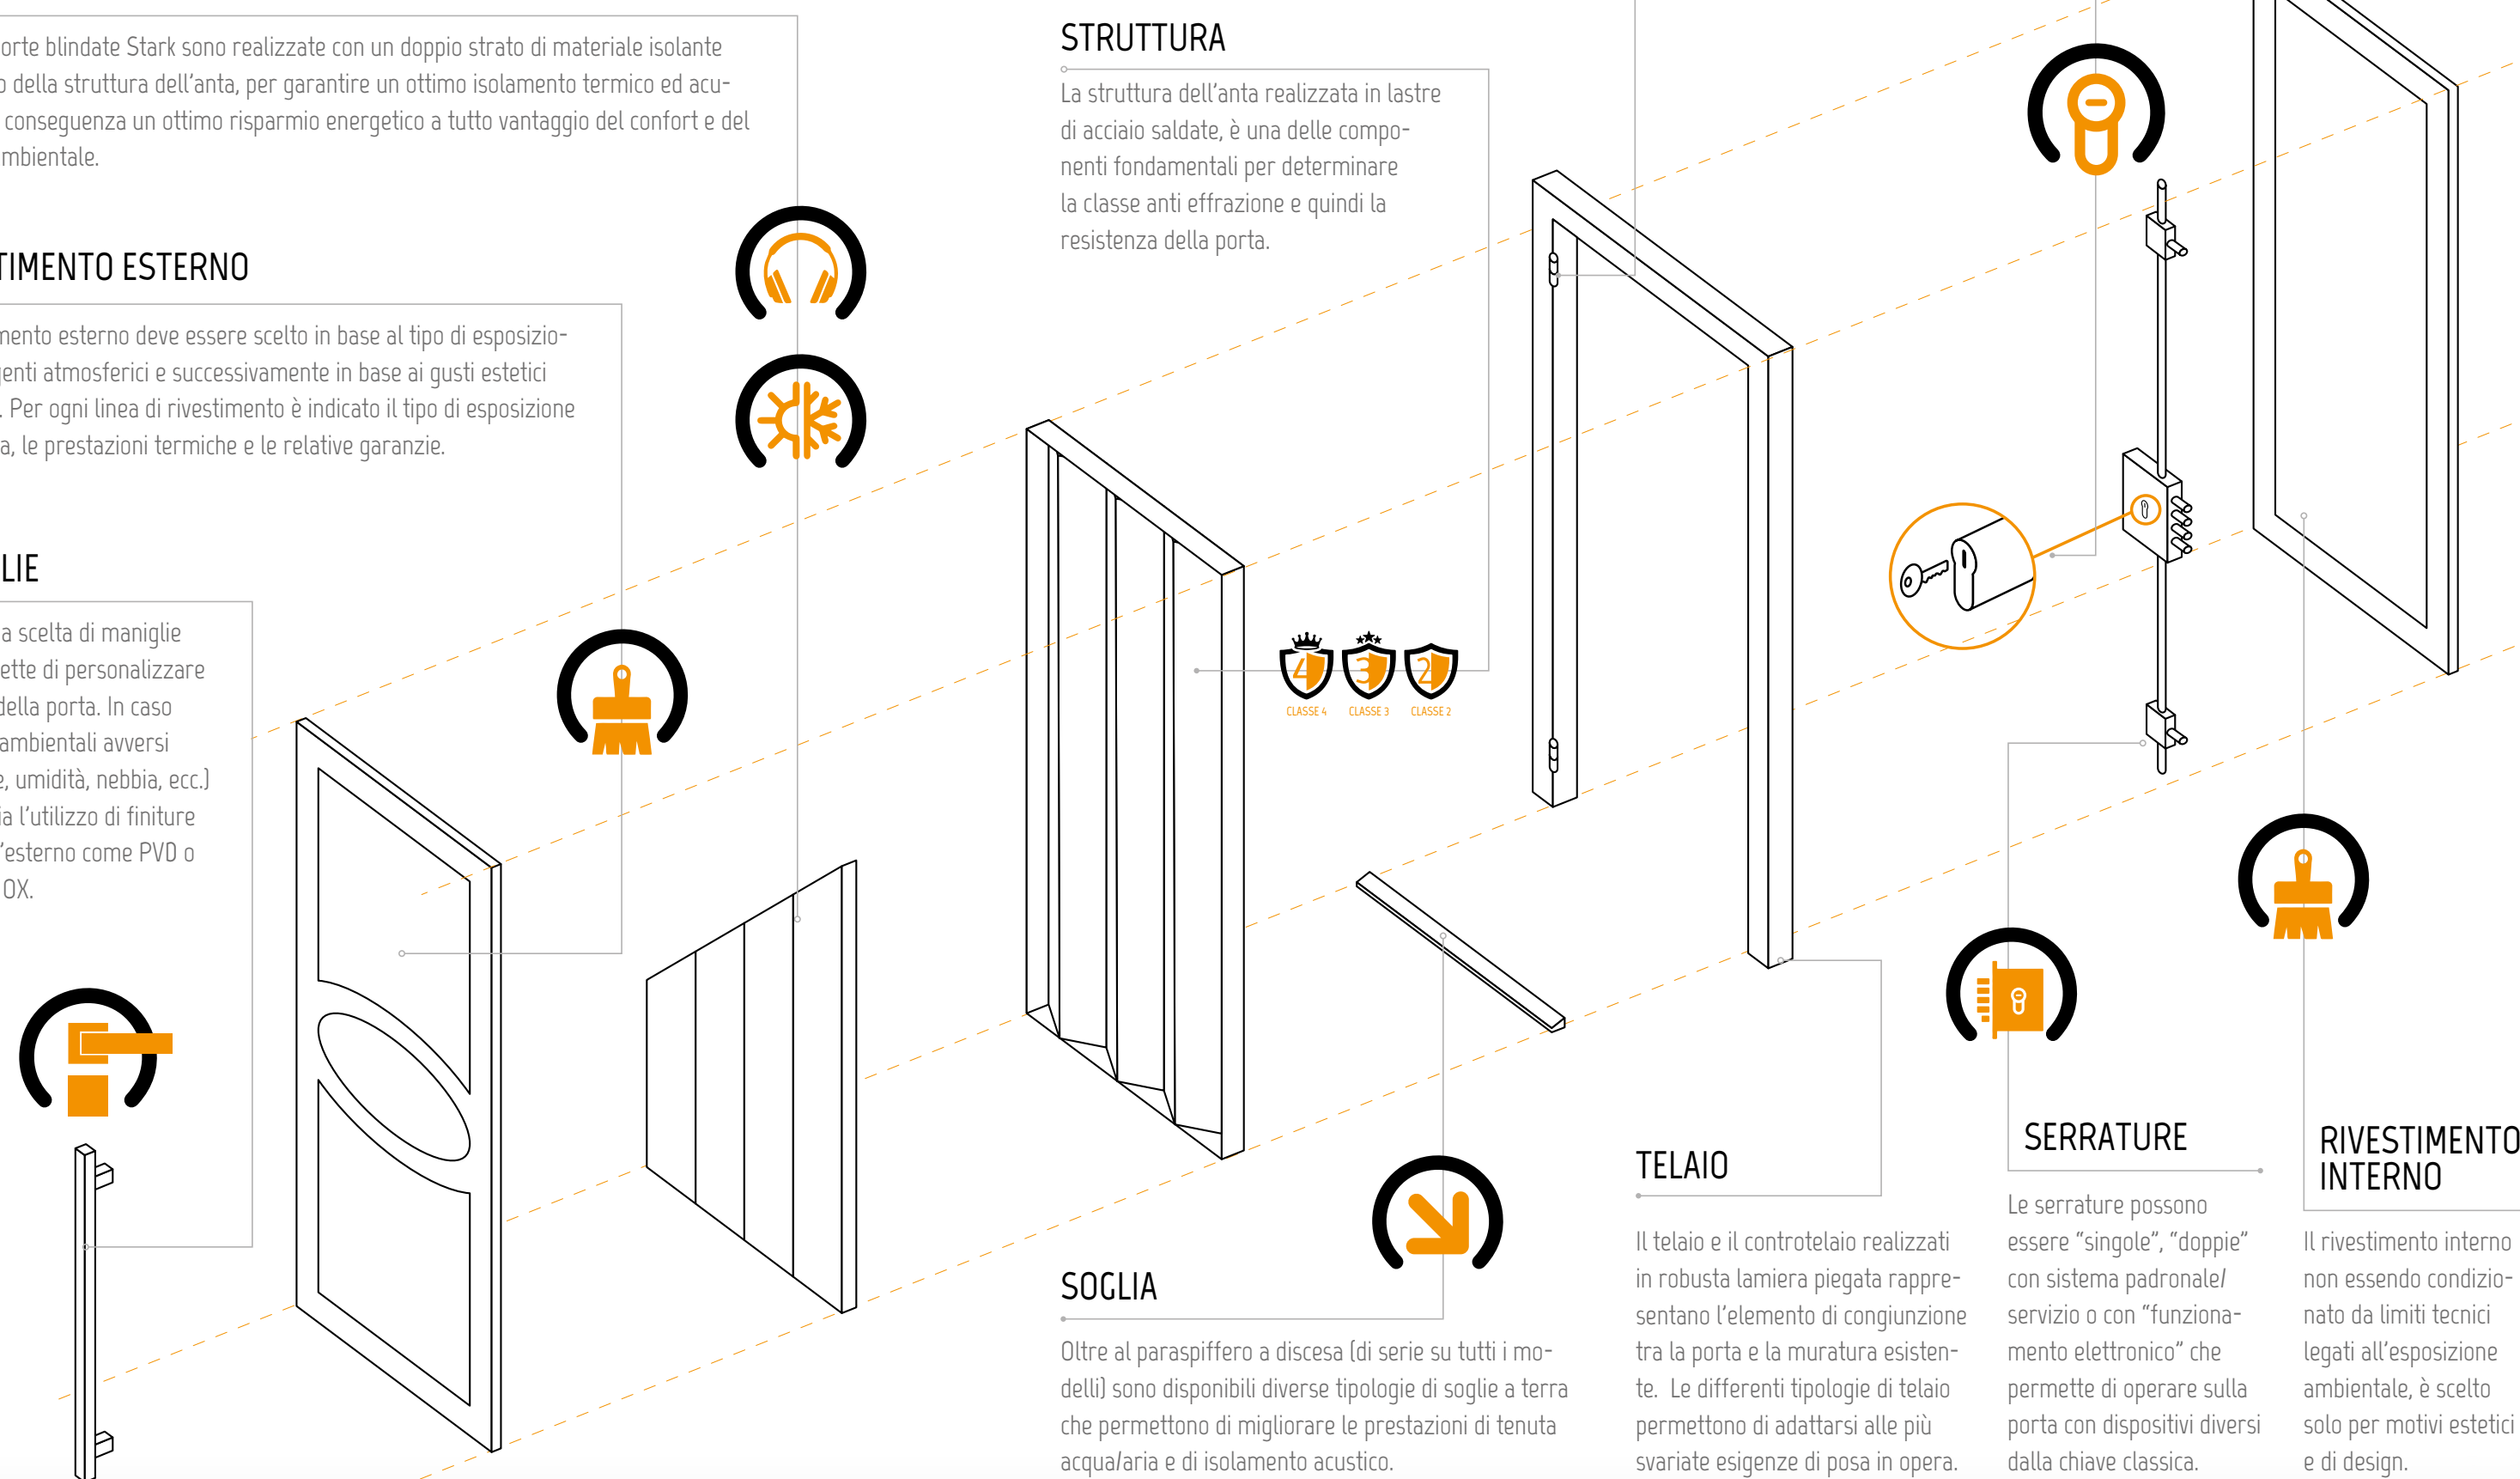 orte blindate Stark sono realizzate con un doppio strato di materiale isolante
o della struttura dell'anta, per garantire un ottimo isolamento termico ed acu-
conseguenza un ottimo risparmio energetico a tutto vantaggio del confort e del
mbientale.
TIMENTO ESTERNO
mento esterno deve essere scelto in base al tipo di esposizio-
genti atmosferici e successivamente in base ai gusti estetici
. Per ogni linea di rivestimento è indicato il tipo di esposizione
a, le prestazioni termiche e le relative garanzie.
LIE
a scelta di maniglie
ette di personalizzare
della porta. In caso
ambientali avversi
e, umidità, nebbia, ecc.)
ia l'utilizzo di finiture
l'esterno come PVD o
OX.
STRUTTURA
La struttura dell'anta realizzata in lastre
di acciaio saldate, è una delle compo-
nenti fondamentali per determinare
la classe anti effrazione e quindi la
resistenza della porta.
4 3 2
CLASSE 4 CLASSE 3 CLASSE 2
SOGLIA
Oltre al paraspiffero a discesa (di serie su tutti i mo-
delli) sono disponibili diverse tipologie di soglie a terra
che permettono di migliorare le prestazioni di tenuta
acqua/aria e di isolamento acustico.
TELAIO
Il telaio e il controtelaio realizzati
in robusta lamiera piegata rappre-
sentano l'elemento di congiunzione
tra la porta e la muratura esisten-
te. Le differenti tipologie di telaio
permettono di adattarsi alle più
svariate esigenze di posa in opera.
SERRATURE
Le serrature possono
essere "singole", "doppie"
con sistema padronale/
servizio o con "funziona-
mento elettronico" che
permette di operare sulla
porta con dispositivi diversi
dalla chiave classica.
RIVESTIMENTO
INTERNO
Il rivestimento interno
non essendo condizio-
nato da limiti tecnici
legati all'esposizione
ambientale, è scelto
solo per motivi estetici
e di design.